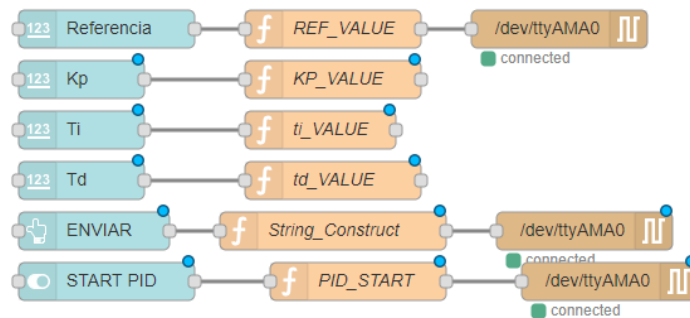 123 Referencia f REF_VALUE /dev/ttyAMA0
connected
123 Kp f KP_VALUE
123 Ti f ti_VALUE
123 Td f td_VALUE
ENVIAR f String_Construct /dev/ttyAMA0
connected
START PID f PID_START /dev/ttyAMA0
connected